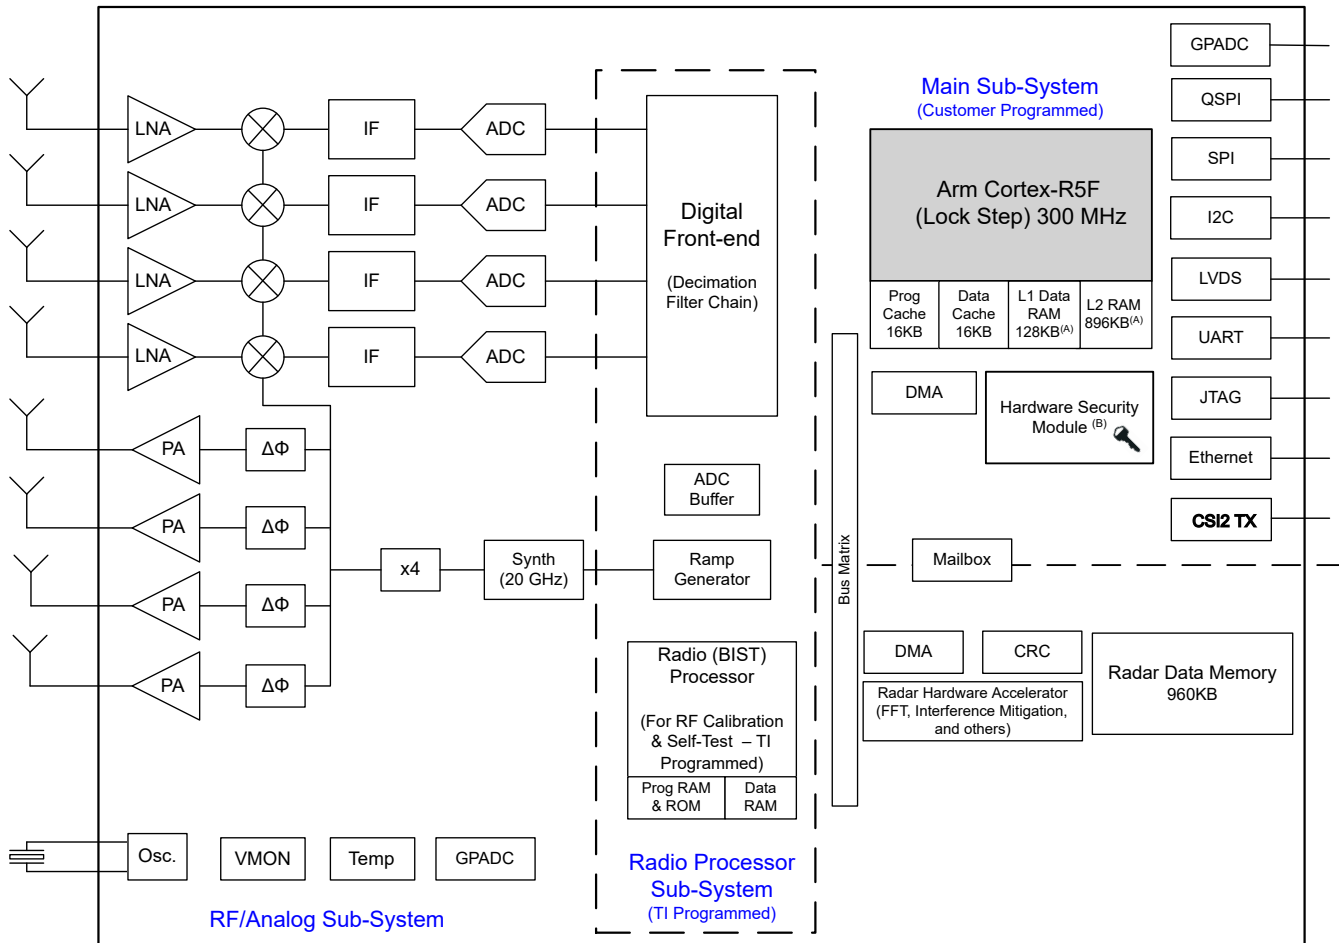 GPADC
Main Sub-System
(Customer Programmed)
QSPI
LNA
IF
ADC
SPI
LNA
IF
ADC
I2C
LNA
IF
ADC
LVDS
LNA
IF
ADC
UART
Digital
Front-end
(Decimation
Filter Chain)
Arm Cortex-R5F
(Lock Step) 300 MHz
Prog
Cache
16KB
Data
Cache
16KB
L1 Data
RAM
128KB(A)
L2 RAM
896KB(A)
DMA
Hardware Security
Module (B)
JTAG
Ethernet
CSI2 TX
PA
ΔΦ
PA
ΔΦ
PA
ΔΦ
PA
ΔΦ
x4
Synth
(20 GHz)
ADC
Buffer
Ramp
Generator
Bus Matrix
Mailbox
DMA
CRC
Radar Hardware Accelerator
(FFT, Interference Mitigation,
and others)
Radar Data Memory
960KB
Radio (BIST)
Processor
(For RF Calibration
& Self-Test – TI
Programmed)
Prog RAM
& ROM
Data
RAM
Osc.
VMON
Temp
GPADC
RF/Analog Sub-System
Radio Processor
Sub-System
(TI Programmed)